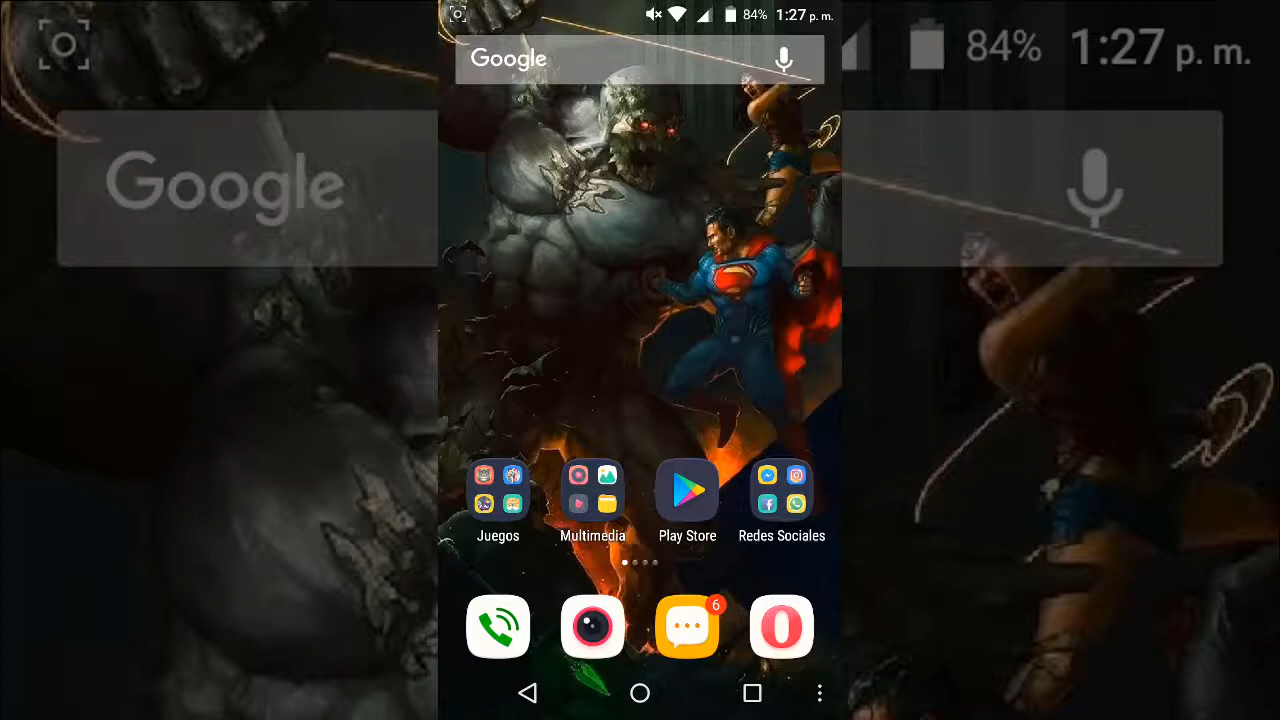 84% 1:27 p. m.
Google
Juegos
Multimedia
Play Store
Redes Sociales
6
84% 1:27 p. m.
Google